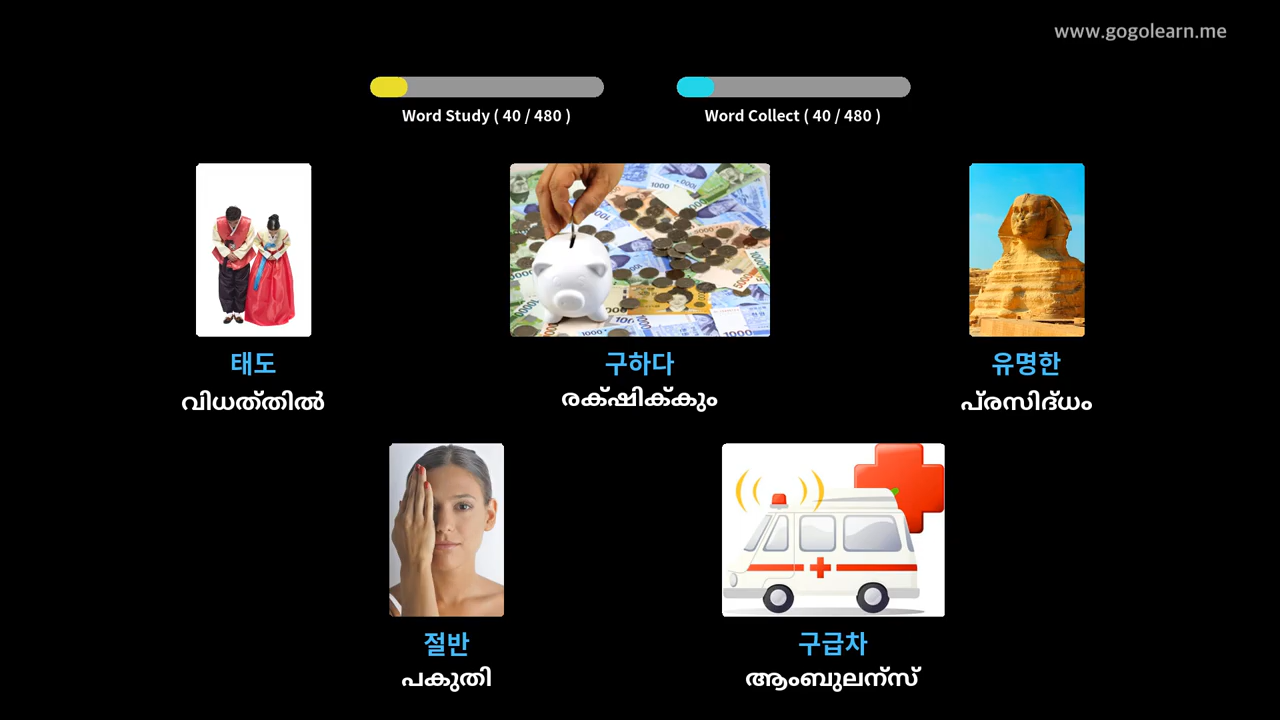 www.gogolearn.me
Word Study ( 40 / 480 )
Word Collect ( 40 / 480 )
태도
വിധത്തിൽ
구하다
രക്ഷിക്കും
유명한
പ്രസിദ്ധം
절반
പകുതി
구급차
ആംബുലന്സ്